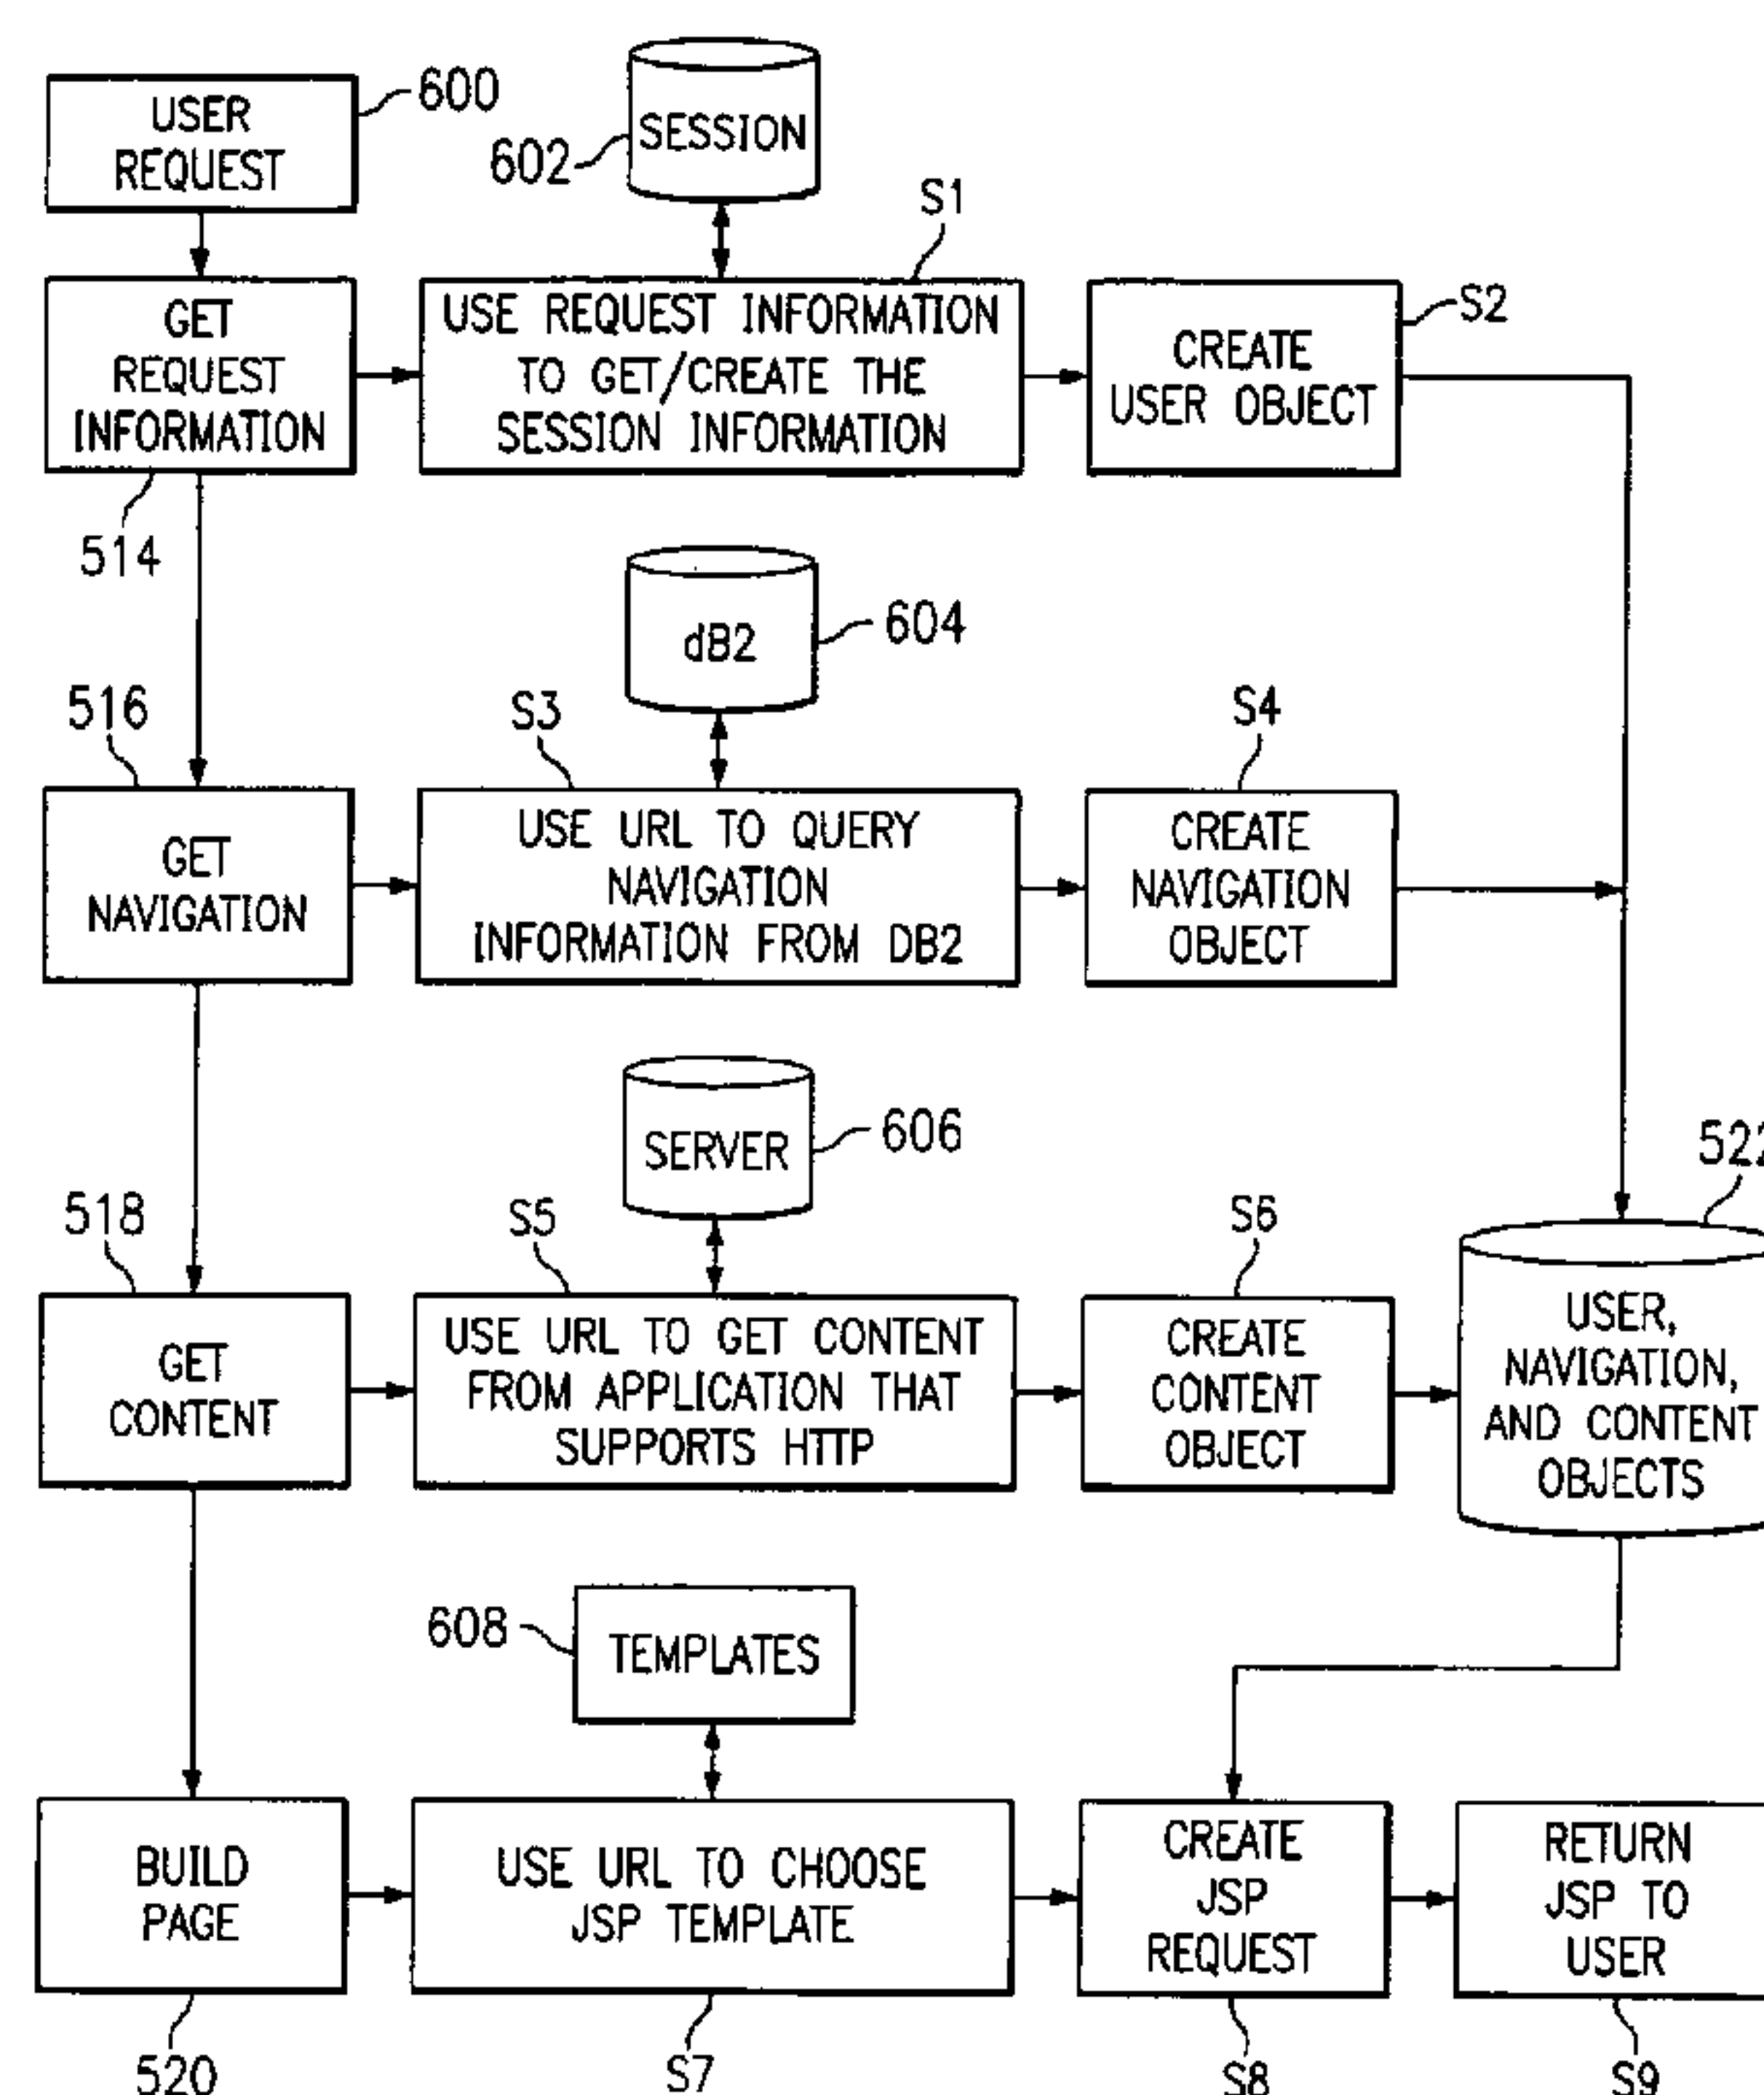 USER
REQUEST
600
SESSION
602
S1
GET
REQUEST
INFORMATION
514
USE REQUEST INFORMATION
TO GET/CREATE THE
SESSION INFORMATION
CREATE
USER OBJECT
S2
dB2
604
516
GET
NAVIGATION
S3
USE URL TO QUERY
NAVIGATION
INFORMATION FROM DB2
S4
CREATE
NAVIGATION
OBJECT
SERVER
606
518
GET
CONTENT
S5
USE URL TO GET CONTENT
FROM APPLICATION THAT
SUPPORTS HTTP
S6
CREATE
CONTENT
OBJECT
522
USER,
NAVIGATION,
AND CONTENT
OBJECTS
608
TEMPLATES
BUILD
PAGE
520
USE URL TO CHOOSE
JSP TEMPLATE
S7
CREATE
JSP
REQUEST
S8
RETURN
JSP TO
USER
S9